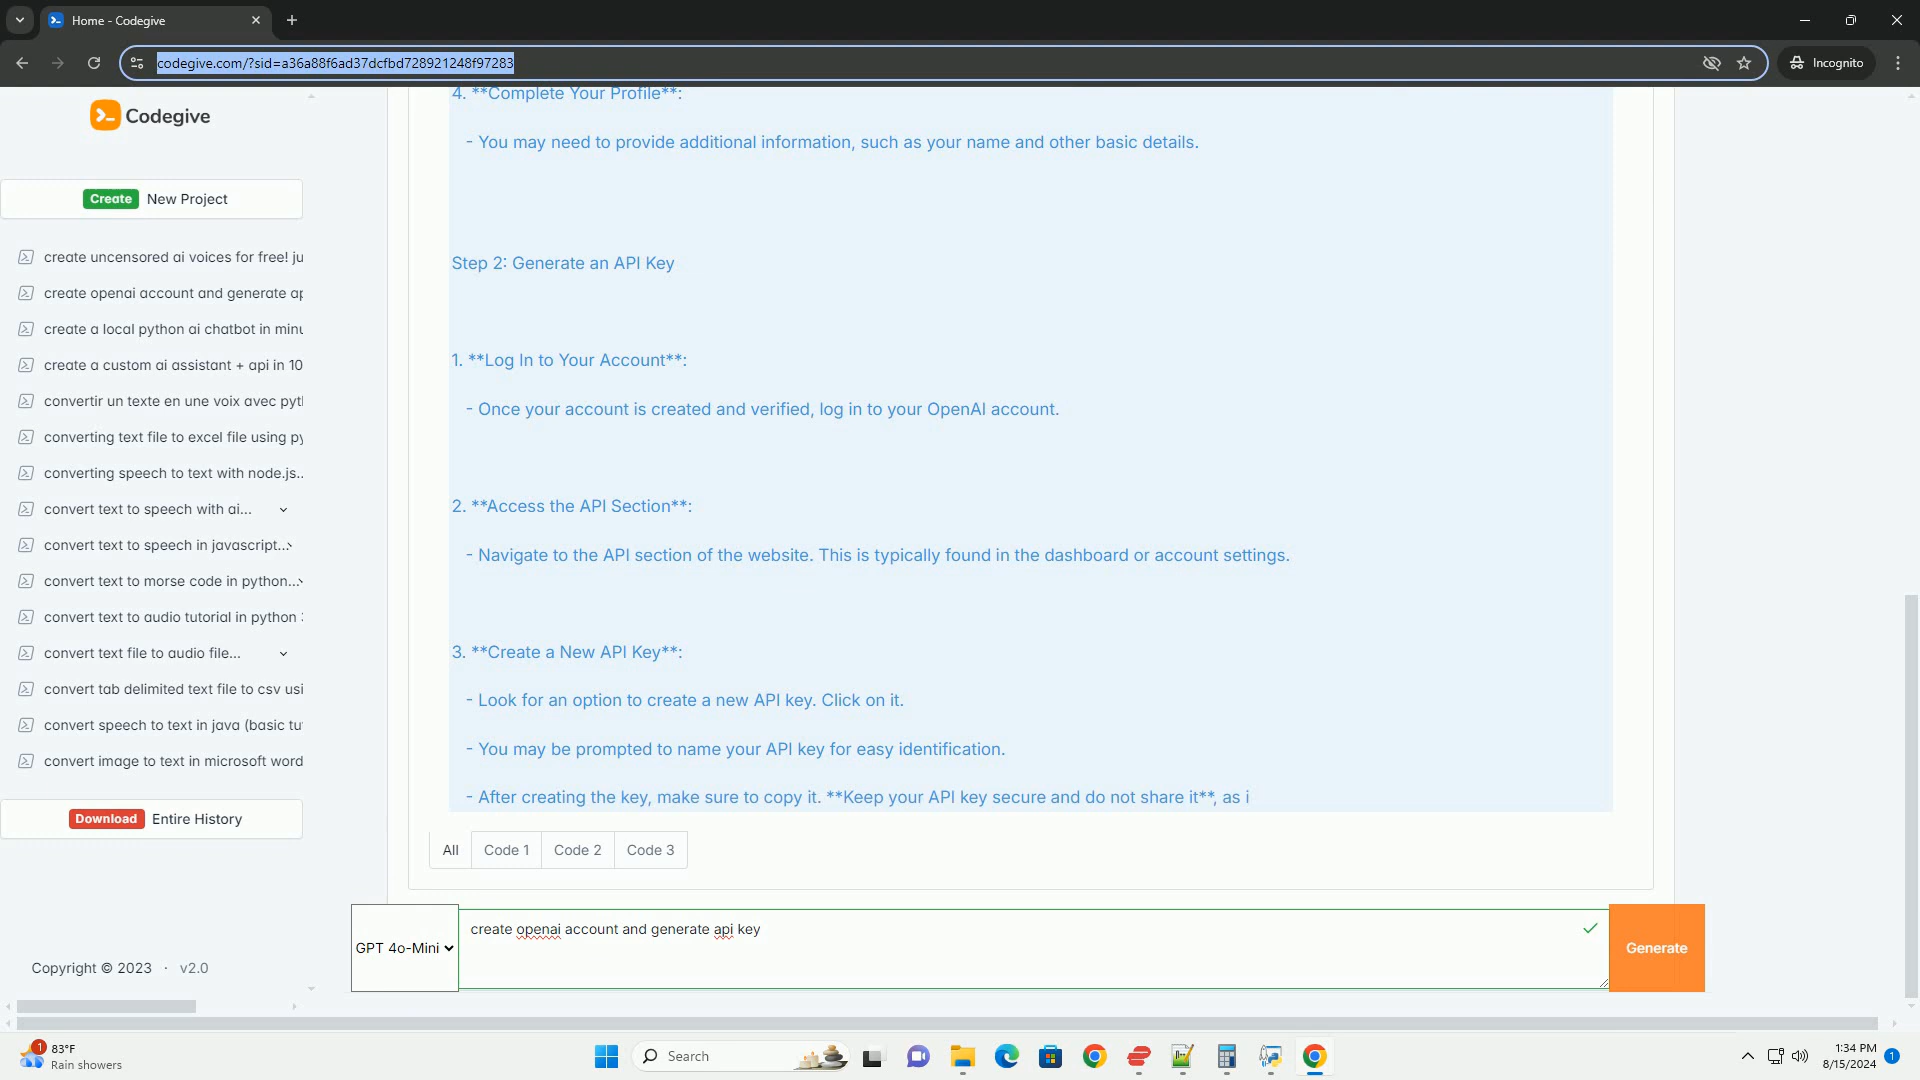 Home - Codegive
codegive.com/?sid=a36a88f6ad37dcfbd728921248f97283
Incognito
Codegive
Create New Project
create uncensored ai voices for free! ju
create openai account and generate ap
create a local python ai chatbot in minu
create a custom ai assistant + api in 10
convertir un texte en une voix avec pyt
converting text file to excel file using py
converting speech to text with node.js..
convert text to speech with ai...
convert text to speech in javascript...
convert text to morse code in python...
convert text to audio tutorial in python
convert text file to audio file...
convert tab delimited text file to csv usi
convert speech to text in java (basic tu
convert image to text in microsoft word
Download Entire History
Copyright © 2023 · v2.0
4. **Complete Your Profile**:
- You may need to provide additional information, such as your name and other basic details.
Step 2: Generate an API Key
1. **Log In to Your Account**:
- Once your account is created and verified, log in to your OpenAI account.
2. **Access the API Section**:
- Navigate to the API section of the website. This is typically found in the dashboard or account settings.
3. **Create a New API Key**:
- Look for an option to create a new API key. Click on it.
- You may be prompted to name your API key for easy identification.
- After creating the key, make sure to copy it. **Keep your API key secure and do not share it**, as i
All Code 1 Code 2 Code 3
GPT 4o-Mini
create openai account and generate api key
Generate
1
83°F
Rain showers
Search
1:34 PM
8/15/2024
1